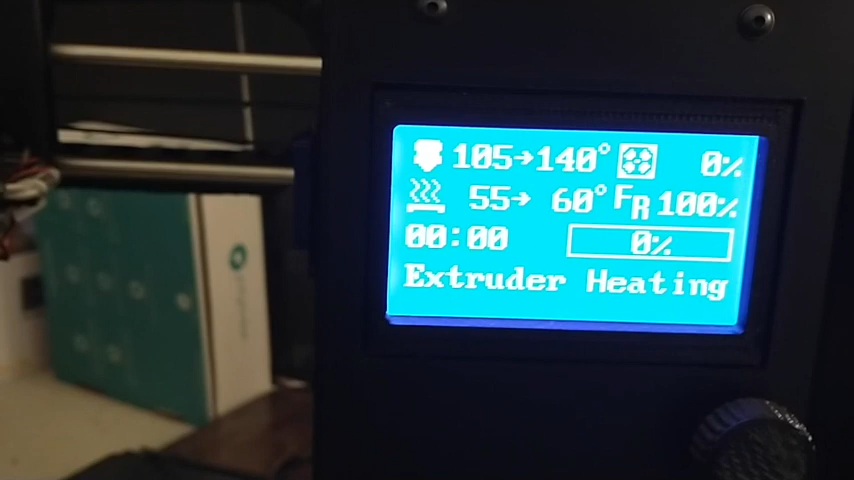 105→140° 0%
55→ 60° FR 100%
00:00 0%
Extruder Heating